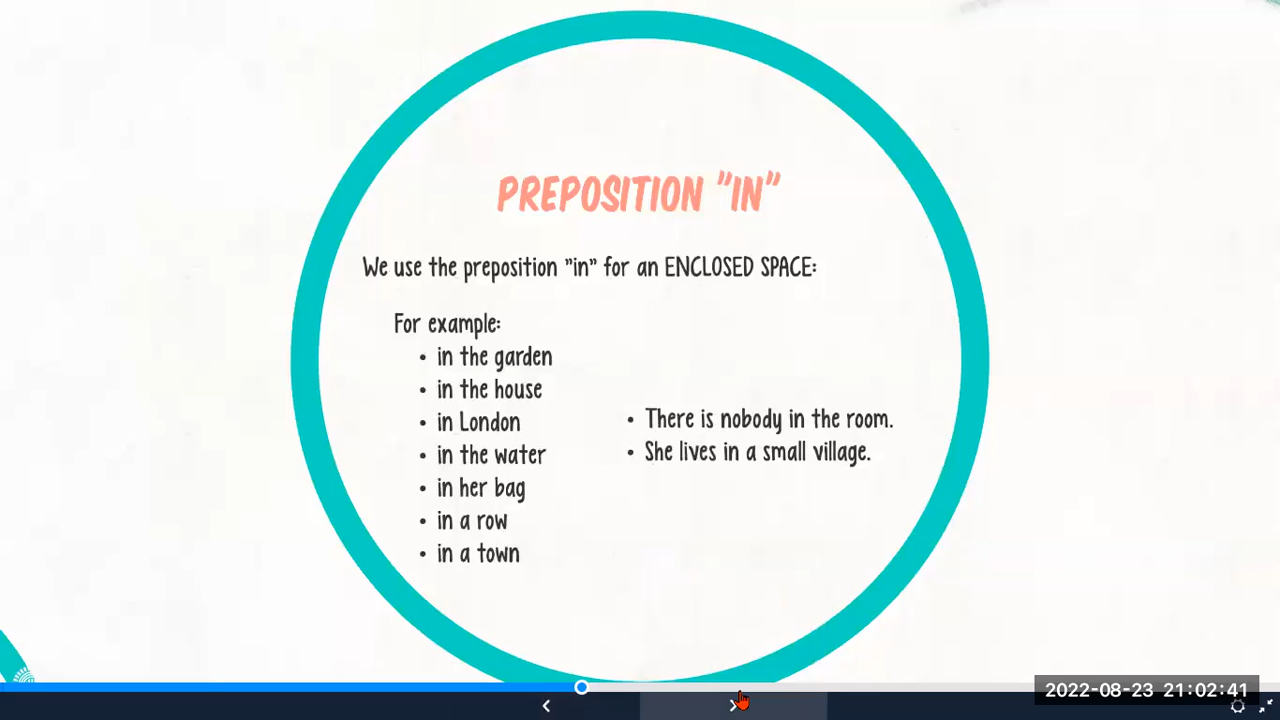 PREPOSITION "IN"
We use the preposition "in" for an ENCLOSED SPACE:
For example:
• in the garden
• in the house
• in London
• in the water
• in her bag
• in a row
• in a town
• There is nobody in the room.
• She lives in a small village.
2022-08-23 21:02:41